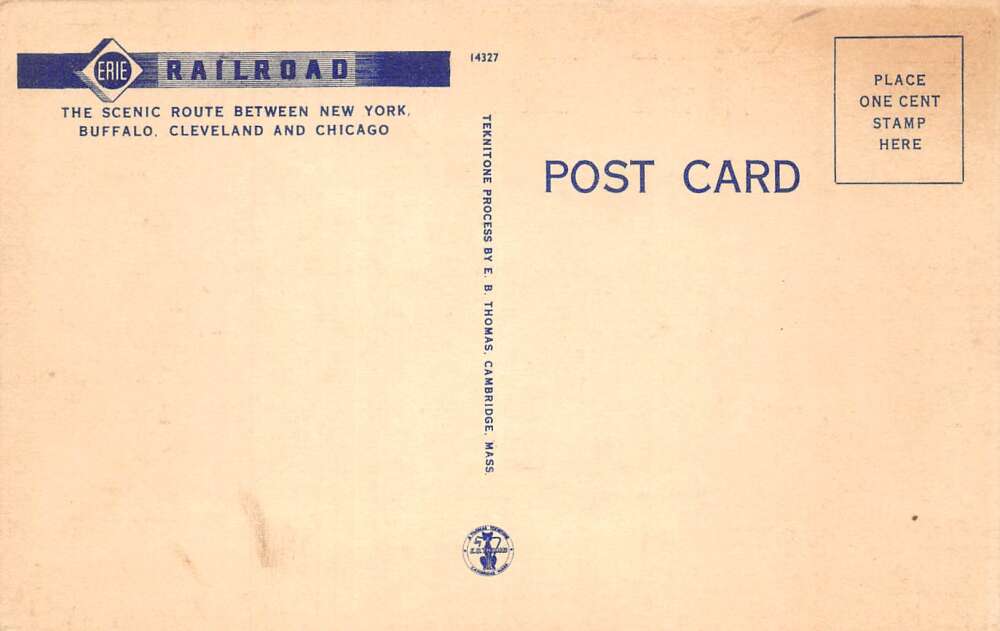 ERIE RAILROAD
THE SCENIC ROUTE BETWEEN NEW YORK,
BUFFALO, CLEVELAND AND CHICAGO
14327
TEKNITONE PROCESS BY E. B. THOMAS, CAMBRIDGE, MASS.
POST CARD
PLACE
ONE CENT
STAMP
HERE